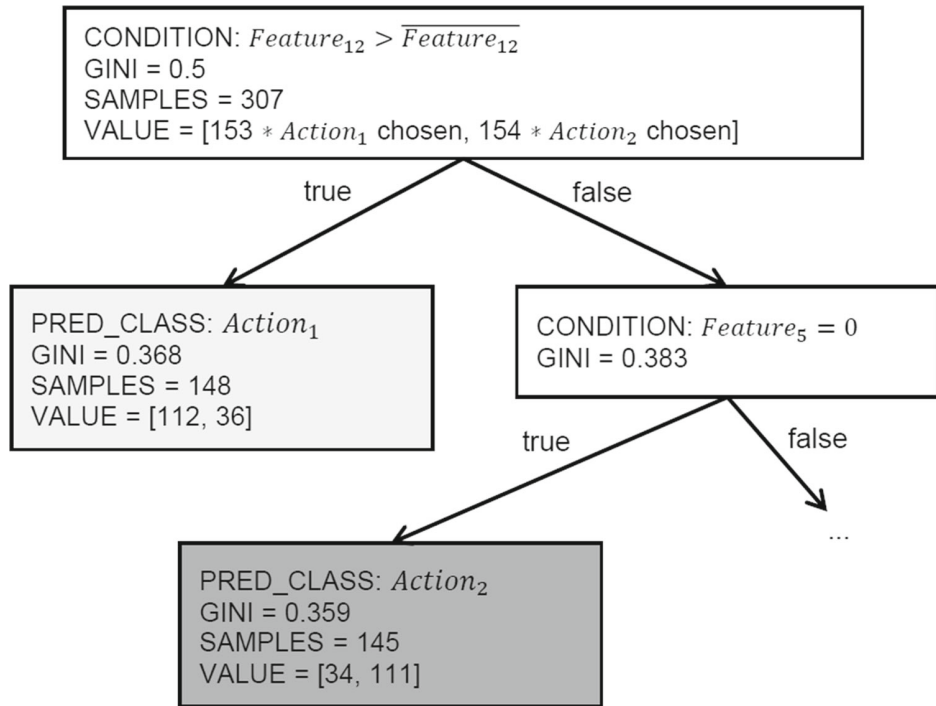 CONDITION: Feature₁₂ > F̅e̅a̅t̅u̅r̅e̅₁₂
GINI = 0.5
SAMPLES = 307
VALUE = [153 * Action₁ chosen, 154 * Action₂ chosen]
true
false
PRED_CLASS: Action₁
GINI = 0.368
SAMPLES = 148
VALUE = [112, 36]
CONDITION: Feature₅ = 0
GINI = 0.383
true
false
...
PRED_CLASS: Action₂
GINI = 0.359
SAMPLES = 145
VALUE = [34, 111]